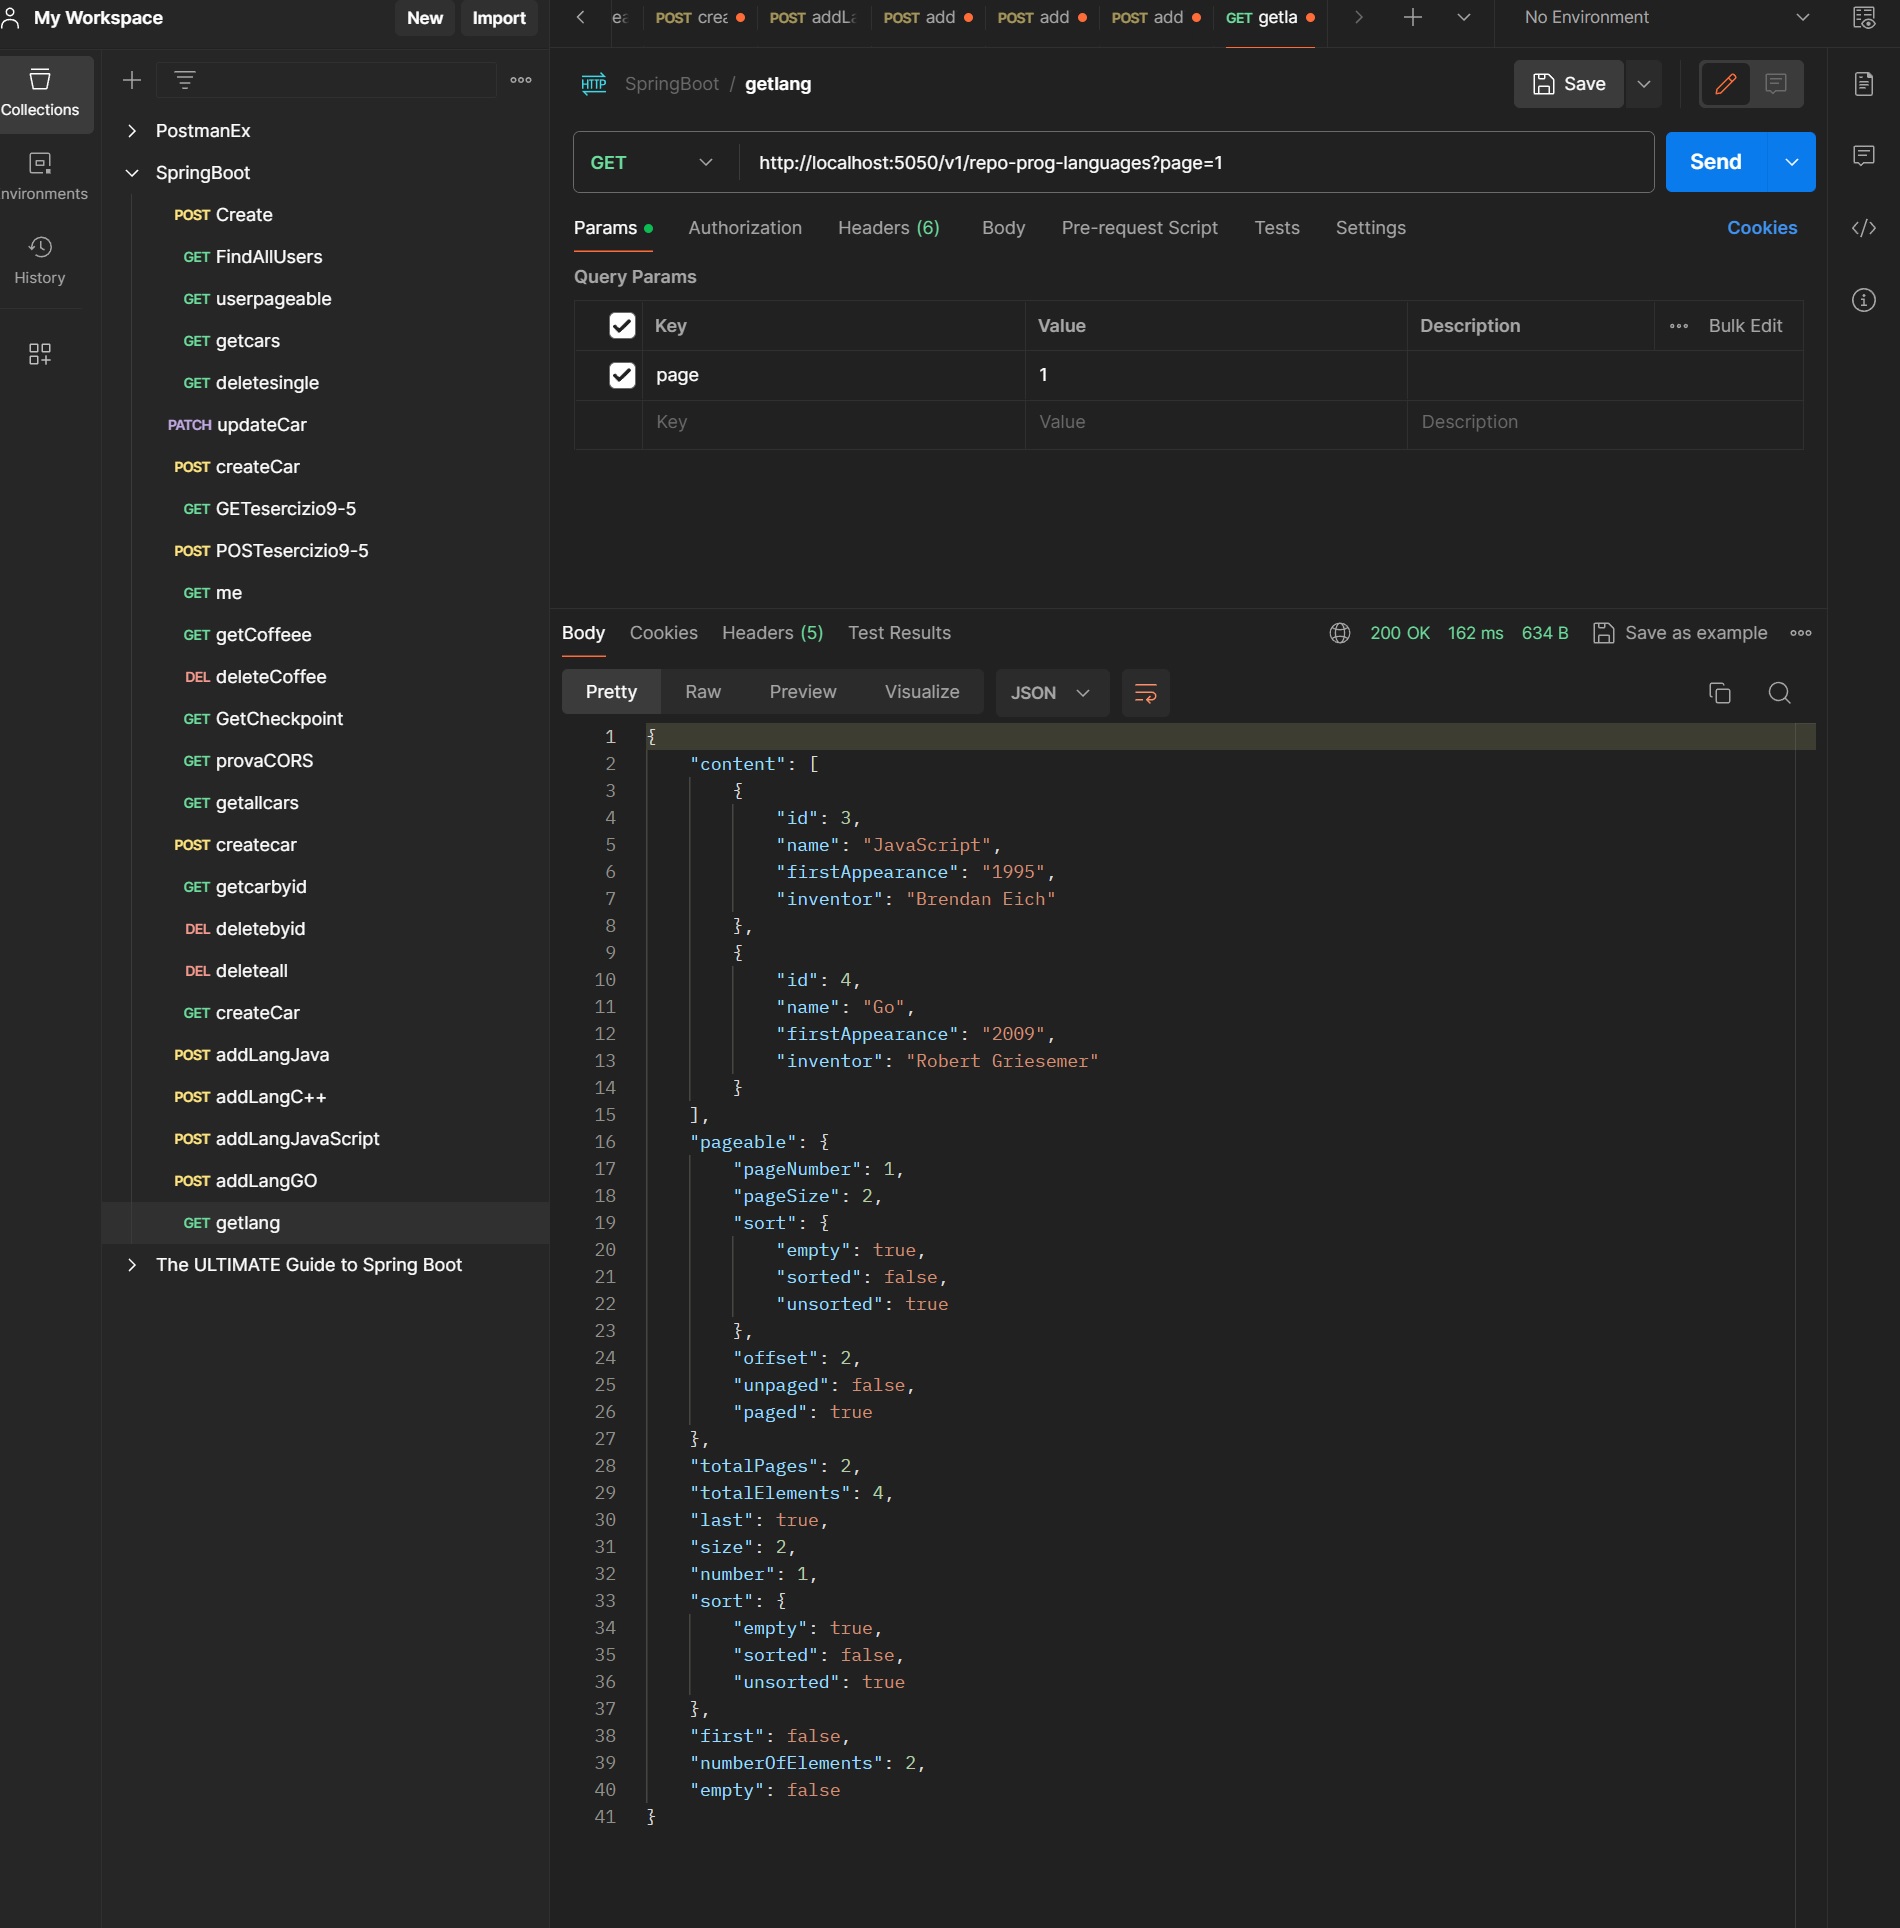 My Workspace
New
Import
POST crea
POST addLa
POST add
POST add
POST add
GET getla
No Environment
Collections
nvironments
History
PostmanEx
SpringBoot
POST Create
GET FindAllUsers
GET userpageable
GET getcars
GET deletesingle
PATCH updateCar
POST createCar
GET GETesercizio9-5
POST POSTesercizio9-5
GET me
GET getCoffeee
DEL deleteCoffee
GET GetCheckpoint
GET provaCORS
GET getallcars
POST createcar
GET getcarbyid
DEL deletebyid
DEL deleteall
GET createCar
POST addLangJava
POST addLangC++
POST addLangJavaScript
POST addLangGO
GET getlang
The ULTIMATE Guide to Spring Boot
HTTP SpringBoot / getlang
Save
GET http://localhost:5050/v1/repo-prog-languages?page=1
Send
Params Authorization Headers (6) Body Pre-request Script Tests Settings Cookies
Query Params
Key Value Description Bulk Edit
page 1
Key Value Description
Body Cookies Headers (5) Test Results 200 OK 162 ms 634 B Save as example
Pretty Raw Preview Visualize JSON
1 {
2 "content": [
3 {
4 "id": 3,
5 "name": "JavaScript",
6 "firstAppearance": "1995",
7 "inventor": "Brendan Eich"
8 },
9 {
10 "id": 4,
11 "name": "Go",
12 "firstAppearance": "2009",
13 "inventor": "Robert Griesemer"
14 }
15 ],
16 "pageable": {
17 "pageNumber": 1,
18 "pageSize": 2,
19 "sort": {
20 "empty": true,
21 "sorted": false,
22 "unsorted": true
23 },
24 "offset": 2,
25 "unpaged": false,
26 "paged": true
27 },
28 "totalPages": 2,
29 "totalElements": 4,
30 "last": true,
31 "size": 2,
32 "number": 1,
33 "sort": {
34 "empty": true,
35 "sorted": false,
36 "unsorted": true
37 },
38 "first": false,
39 "numberOfElements": 2,
40 "empty": false
41 }